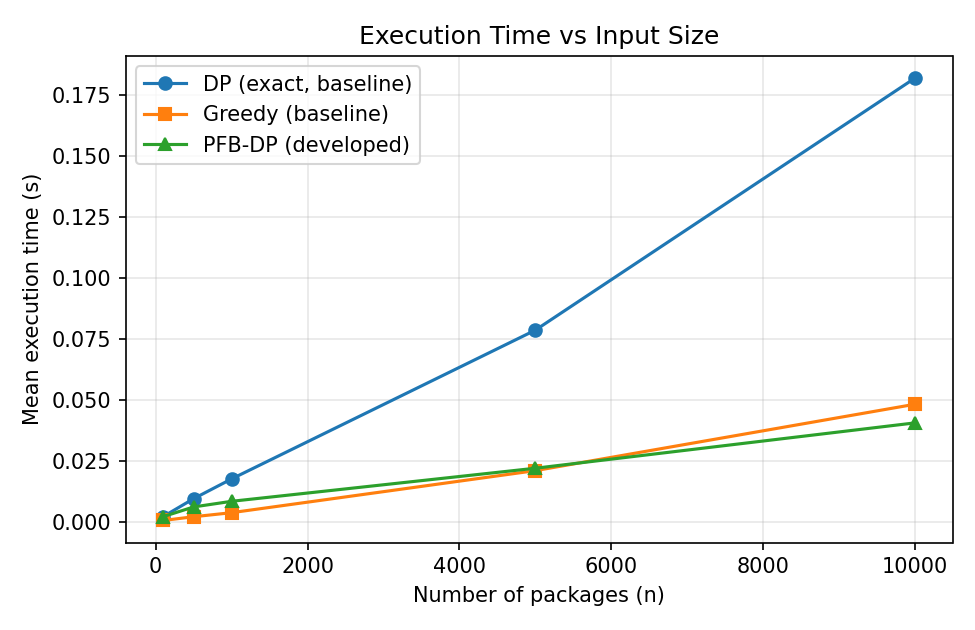 Execution Time vs Input Size
DP (exact, baseline)
Greedy (baseline)
PFB-DP (developed)
Mean execution time (s)
0.175
0.150
0.125
0.100
0.075
0.050
0.025
0.000
0 2000 4000 6000 8000 10000
Number of packages (n)